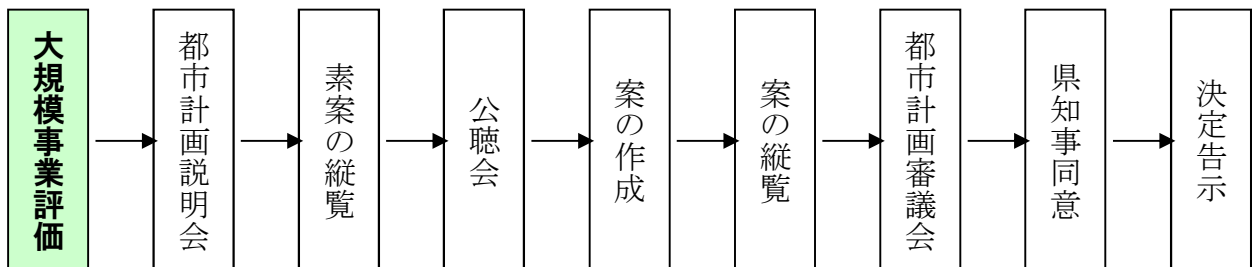 大規模事業評価
都市計画説明会
素案の縦覧
公聴会
案の作成
案の縦覧
都市計画審議会
県知事同意
決定告示